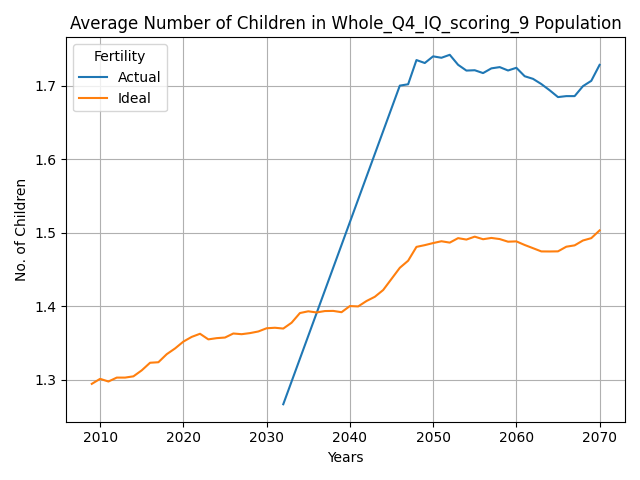 Average Number of Children in Whole_Q4_IQ_scoring_9 Population
Fertility
Actual
Ideal
No. of Children
1.7
1.6
1.5
1.4
1.3
2010 2020 2030 2040 2050 2060 2070
Years